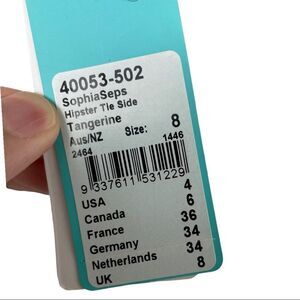 40053-502
SophiaSeps
Hipster Tie Side
Tangerine 8
Aus/NZ Size: 1446
2464
9 337611 531229
USA 4
Canada 6
France 36
Germany 34
Netherlands 34
UK 8